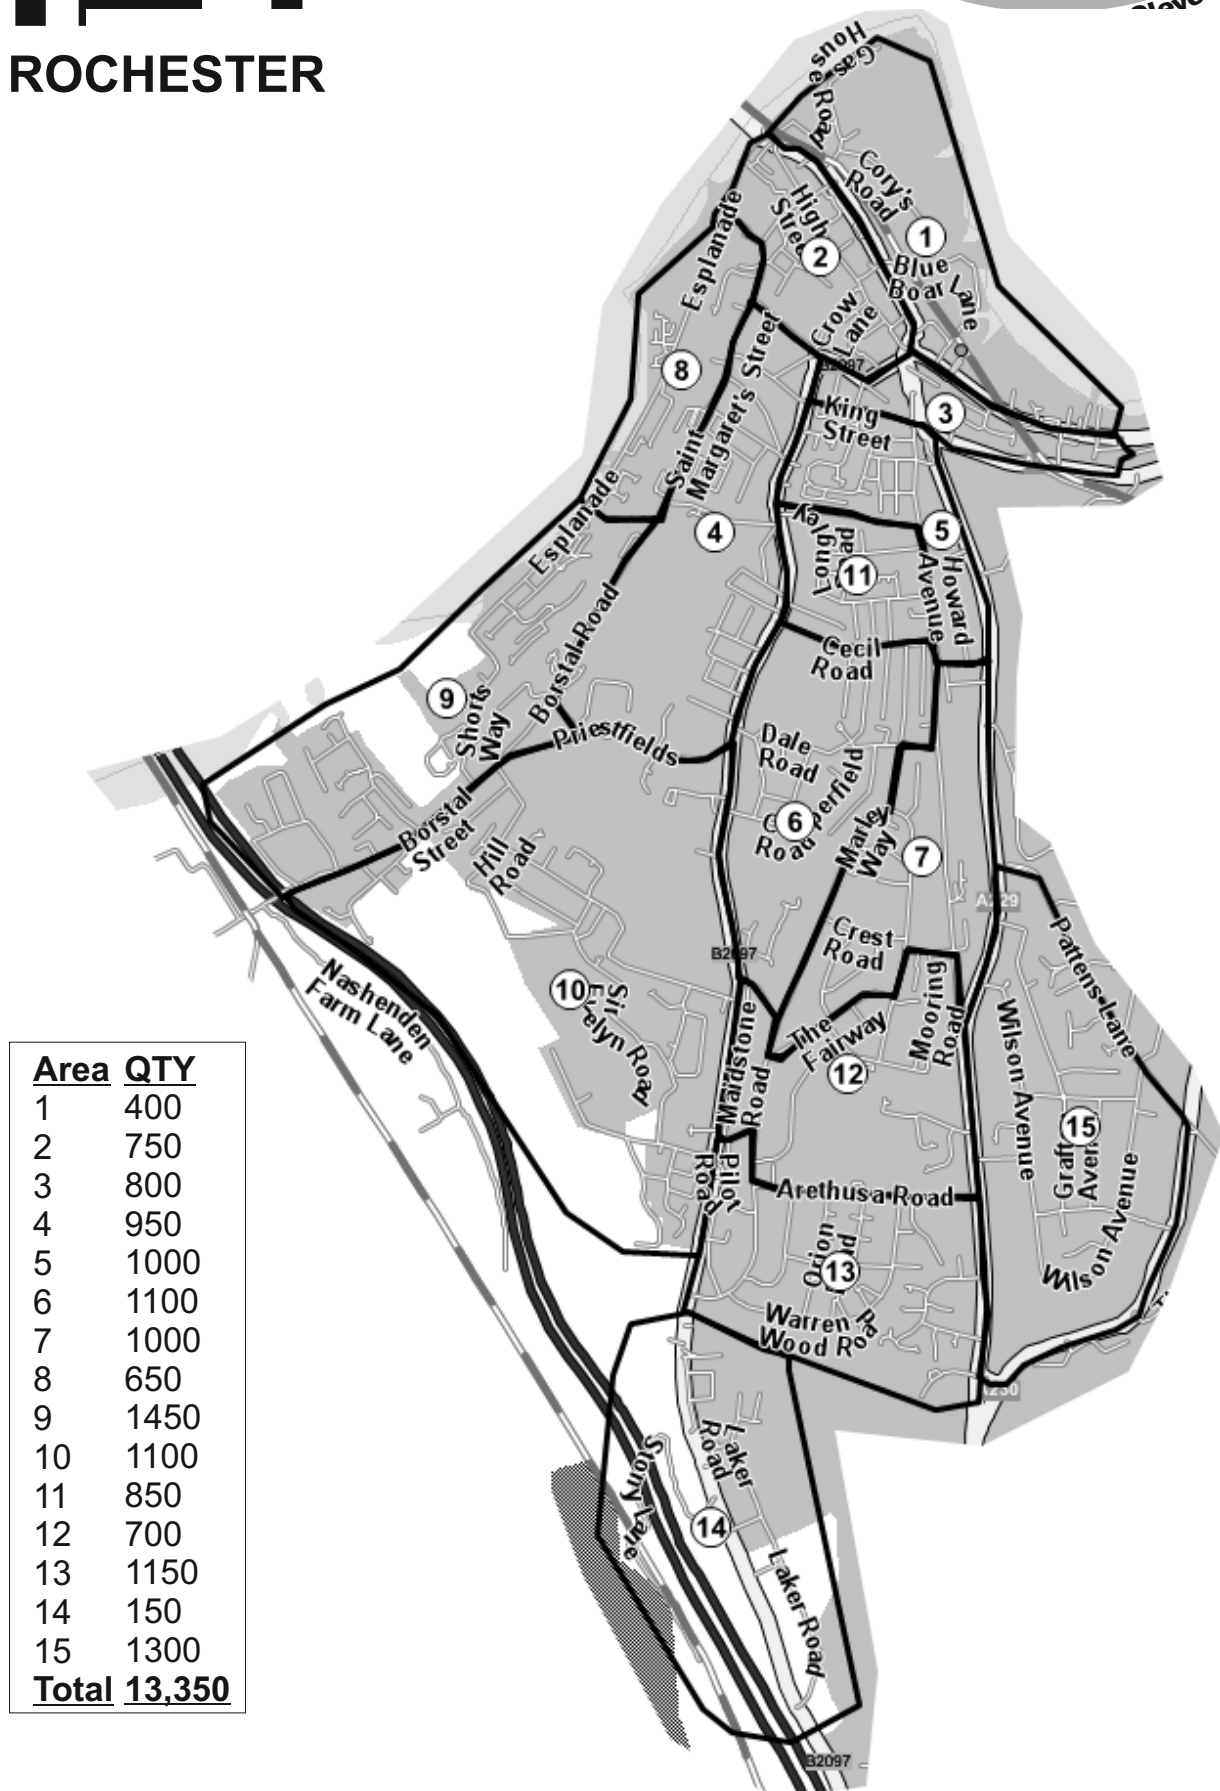 ROCHESTER
Gas
House Road
Cory's
Road
1
High
Street
2
Blue
Boar Lane
Esplanade
Crow
Lane
B2097
8
Saint
Margaret's Street
King
Street
3
Esplanade
4
Longley
5
11
Howard
Avenue
Borstal Road
Cecil
Road
9
Shorts
Way
Priestfields
Dale
Road
6
Marley
Way
7
Borstal
Street
Hill
Road
A229
Pattens Lane
Crest
Road
B2097
Nashenden
Farm Lane
10
Sir
Evelyn Road
Maidstone
Road
The
Fairway
Mooring
Road
12
Wilson Avenue
15
Pilot
Road
Arethusa Road
Wilson Avenue
Orion
13
Warren
Wood Road
A230
Laker
Road
Stony Lane
14
Laker Road
B2097
Area QTY
1 400
2 750
3 800
4 950
5 1000
6 1100
7 1000
8 650
9 1450
10 1100
11 850
12 700
13 1150
14 150
15 1300
Total 13,350